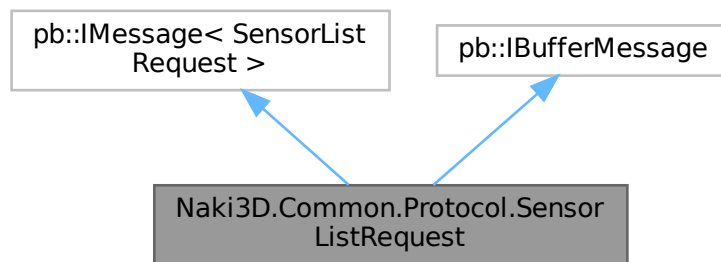 pb::IMessage< SensorList
Request >
pb::IBufferMessage
Naki3D.Common.Protocol.Sensor
ListRequest